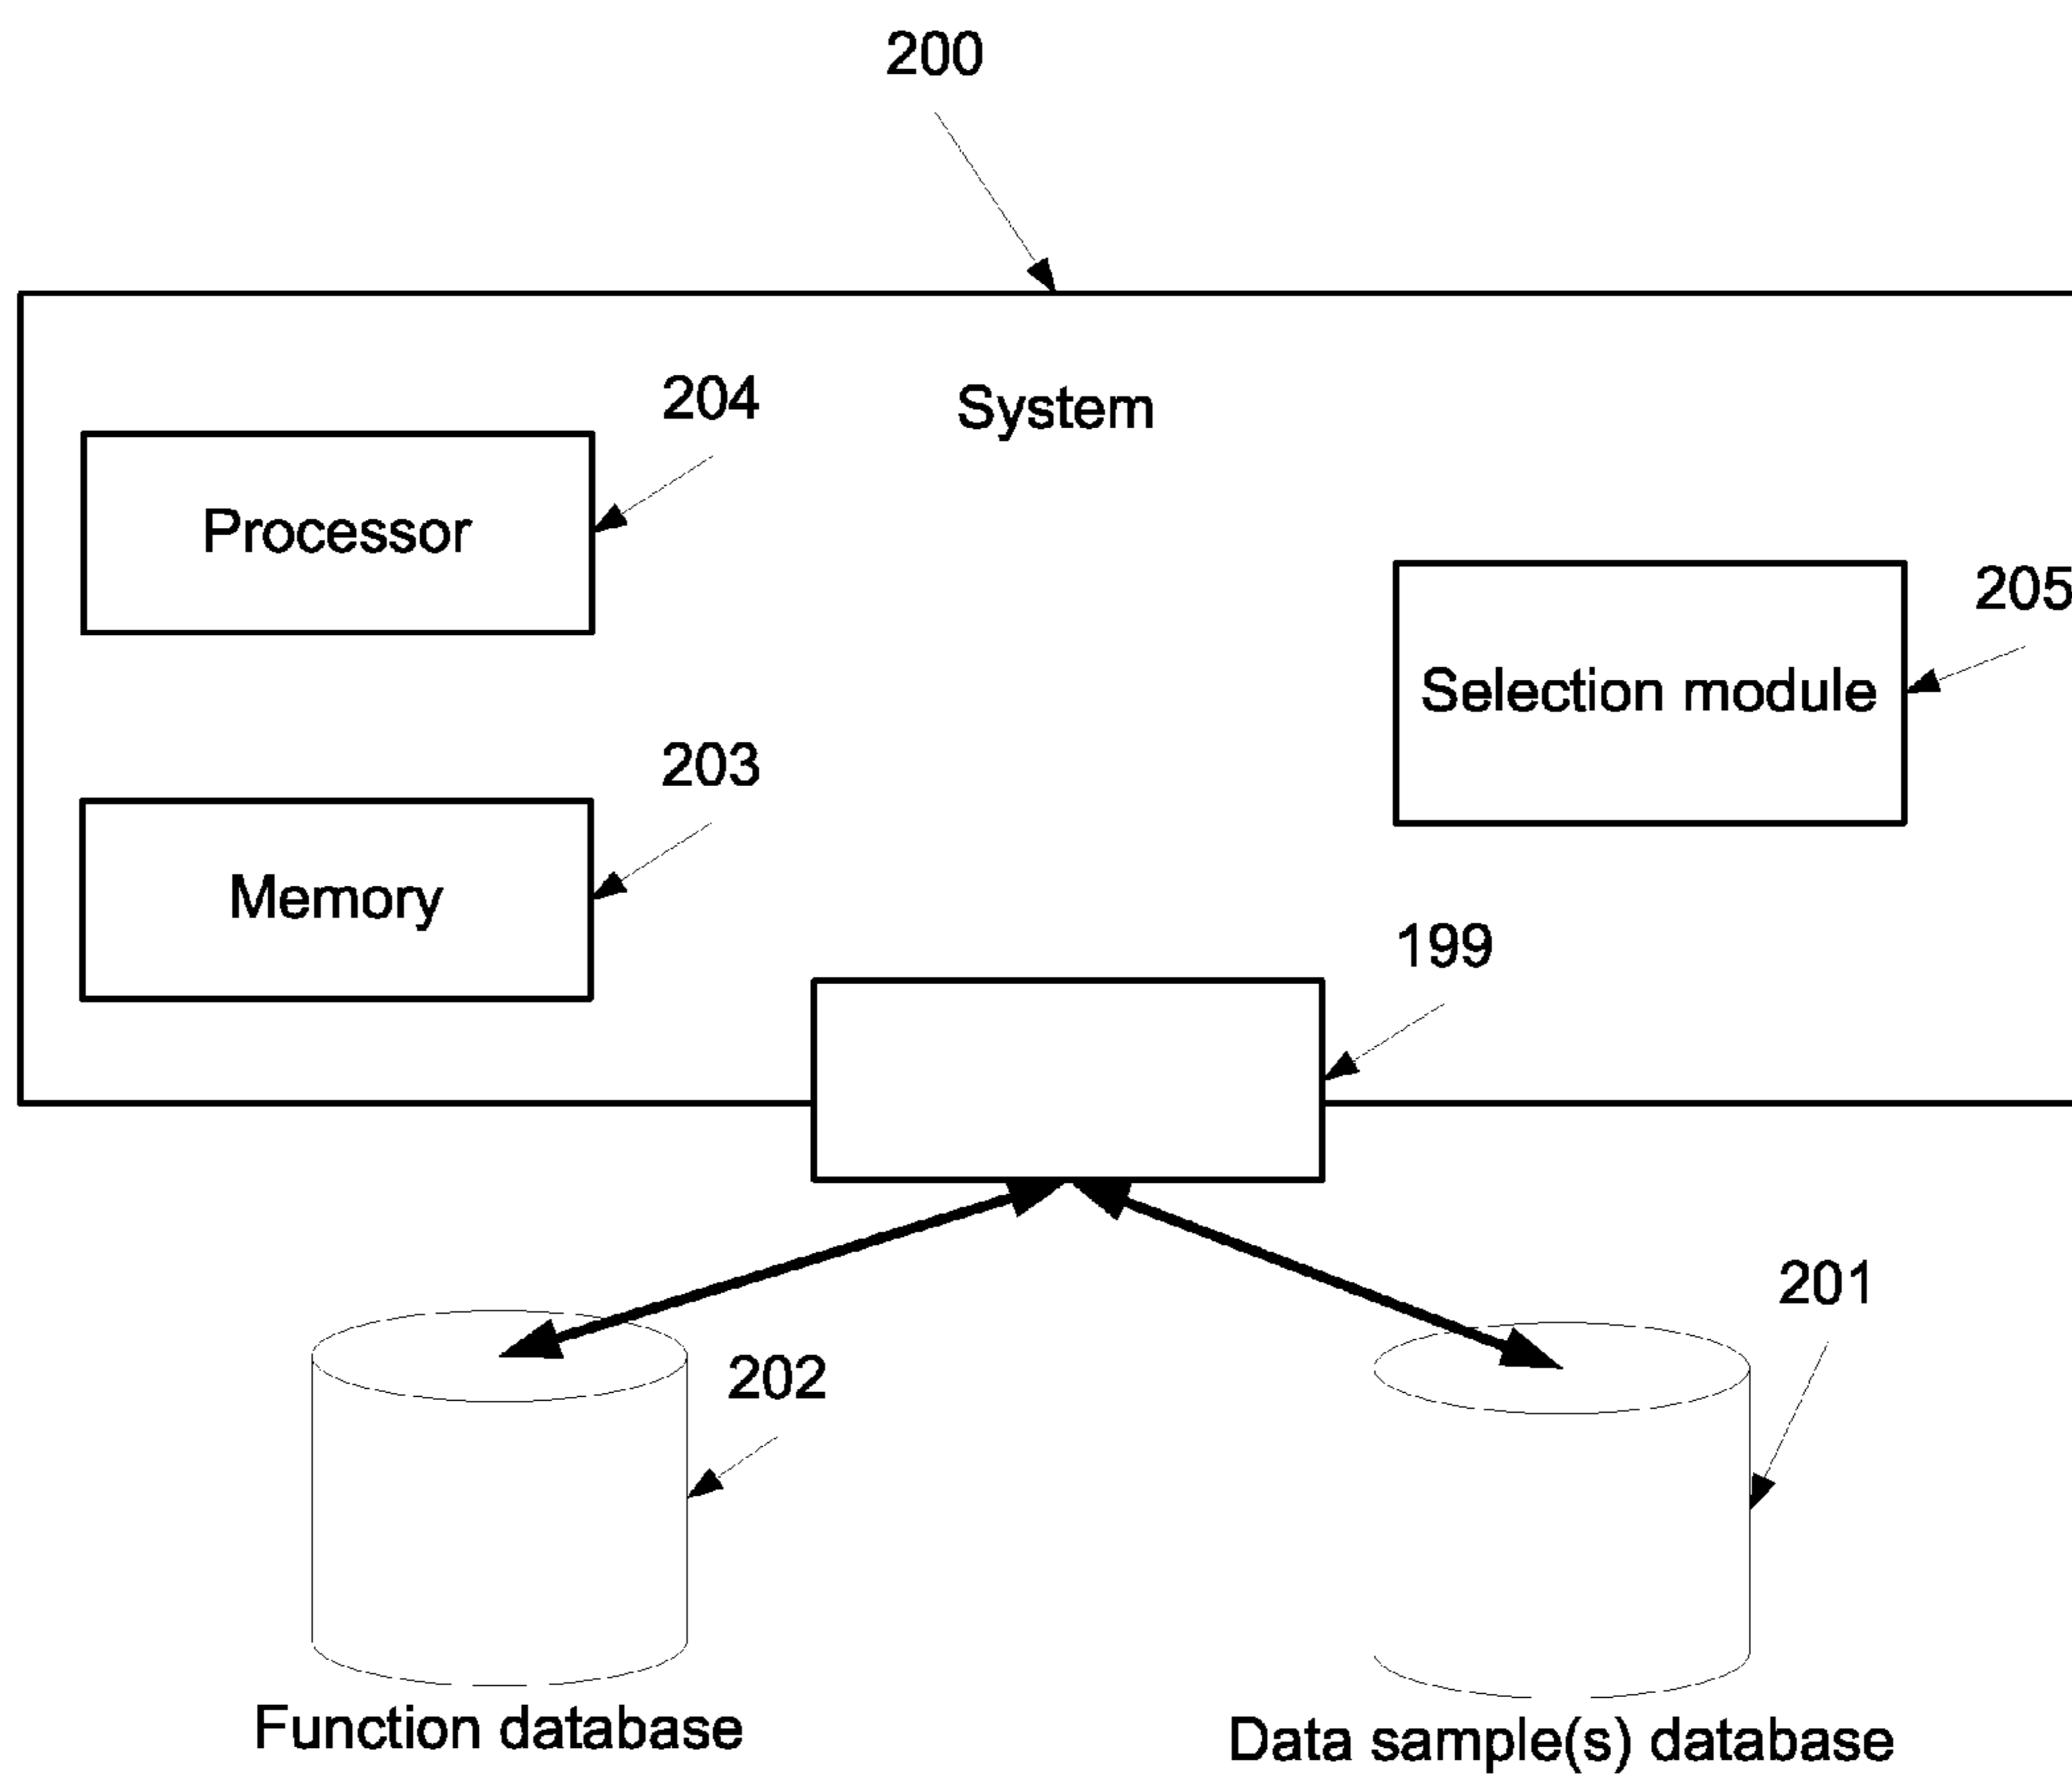 200
System
204
Processor
205
Selection module
203
Memory
199
201
202
Function database
Data sample(s) database